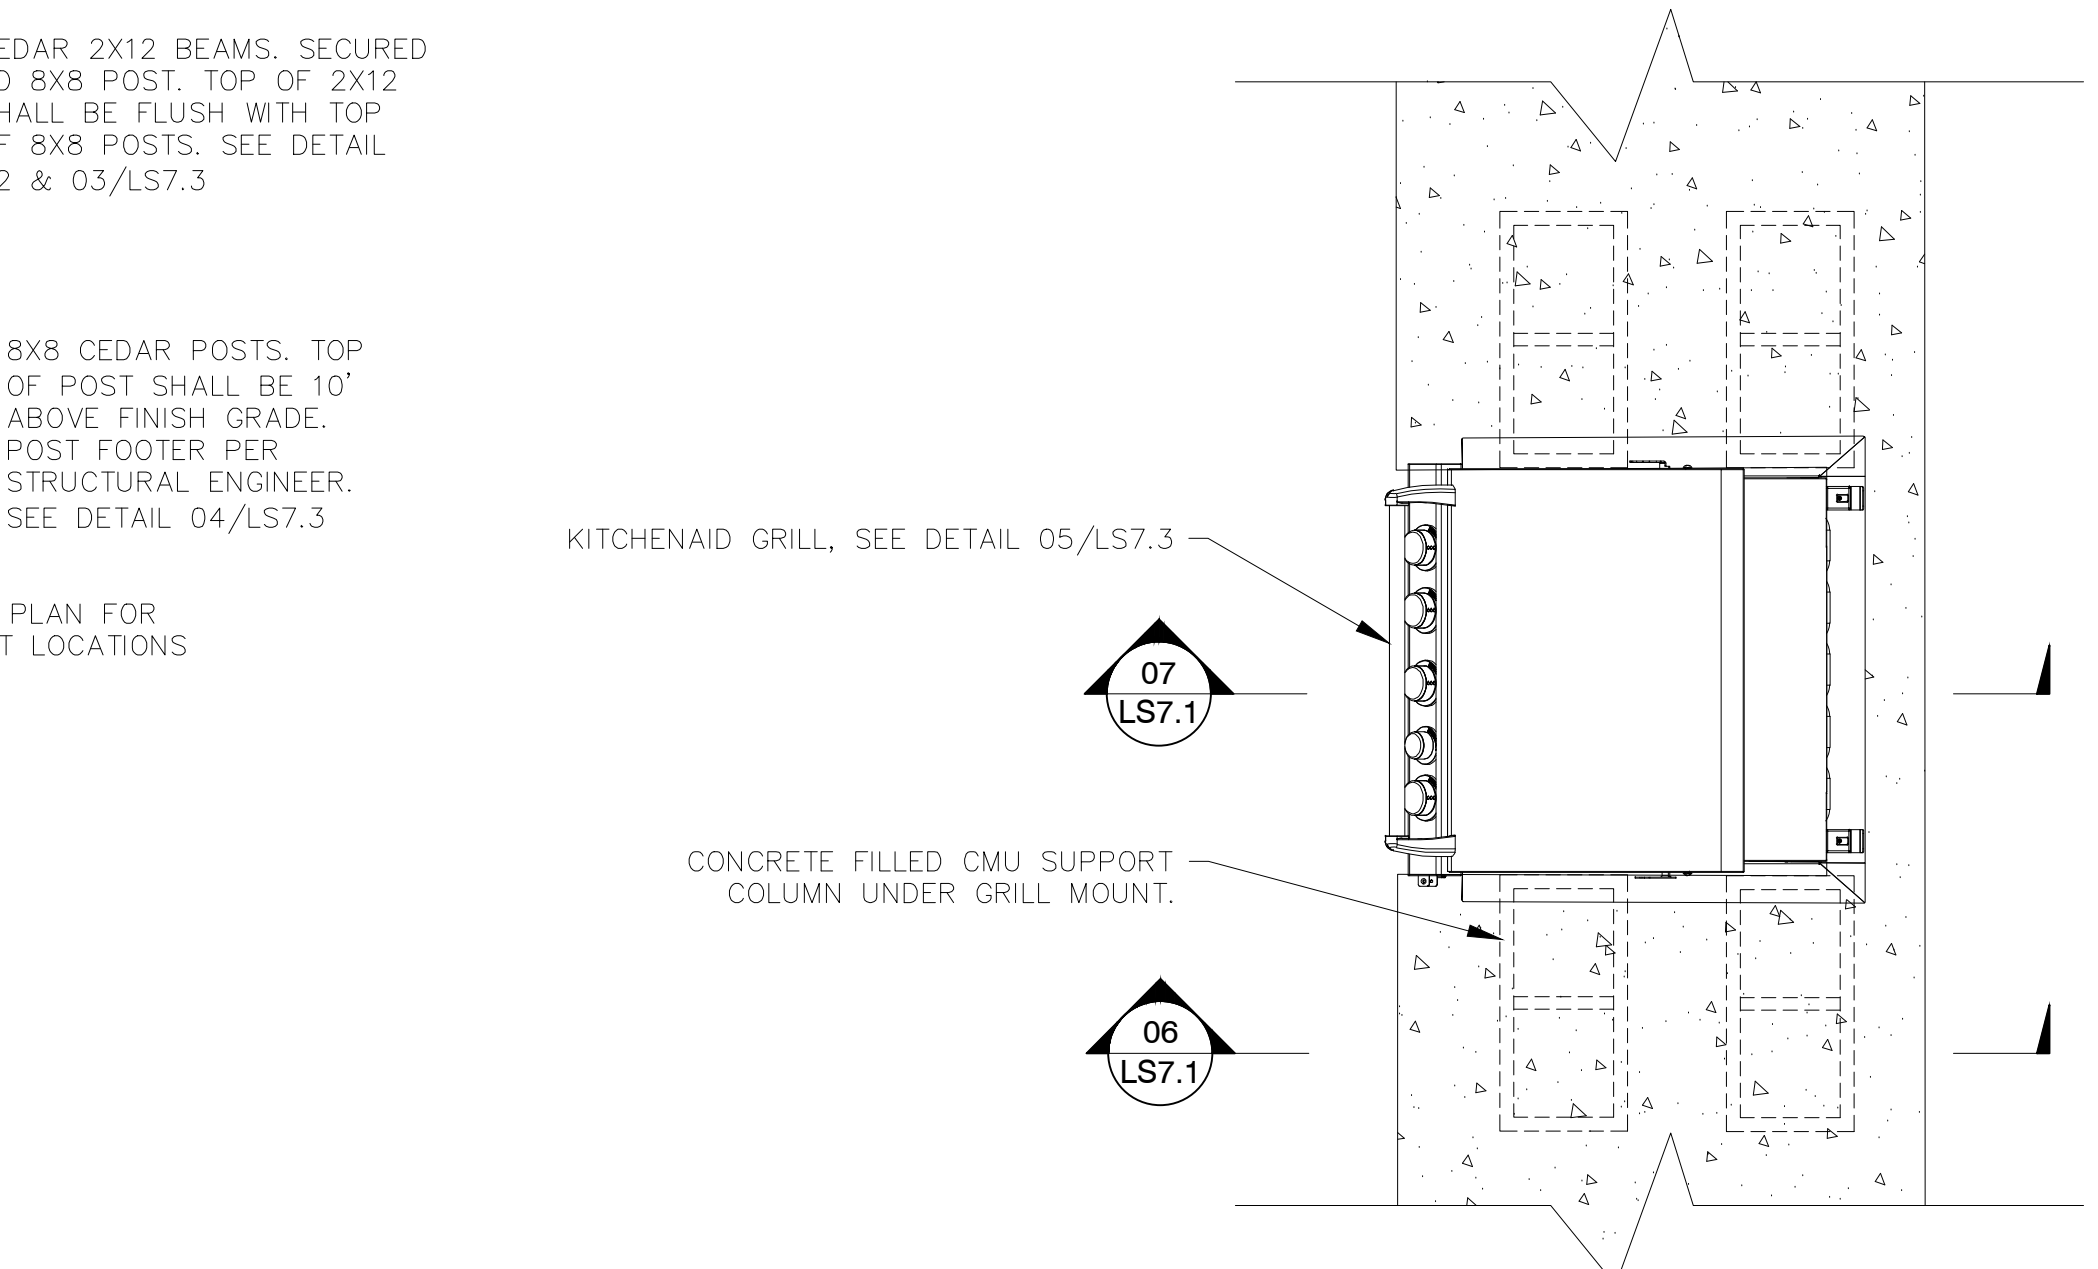 EDAR 2X12 BEAMS. SECURED
8X8 POST. TOP OF 2X12
HALL BE FLUSH WITH TOP
F 8X8 POSTS. SEE DETAIL
2 & 03/LS7.3
8X8 CEDAR POSTS. TOP
OF POST SHALL BE 10'
ABOVE FINISH GRADE.
POST FOOTER PER
STRUCTURAL ENGINEER.
SEE DETAIL 04/LS7.3
PLAN FOR
T LOCATIONS
KITCHENAID GRILL, SEE DETAIL 05/LS7.3
07
LS7.1
CONCRETE FILLED CMU SUPPORT
COLUMN UNDER GRILL MOUNT.
06
LS7.1